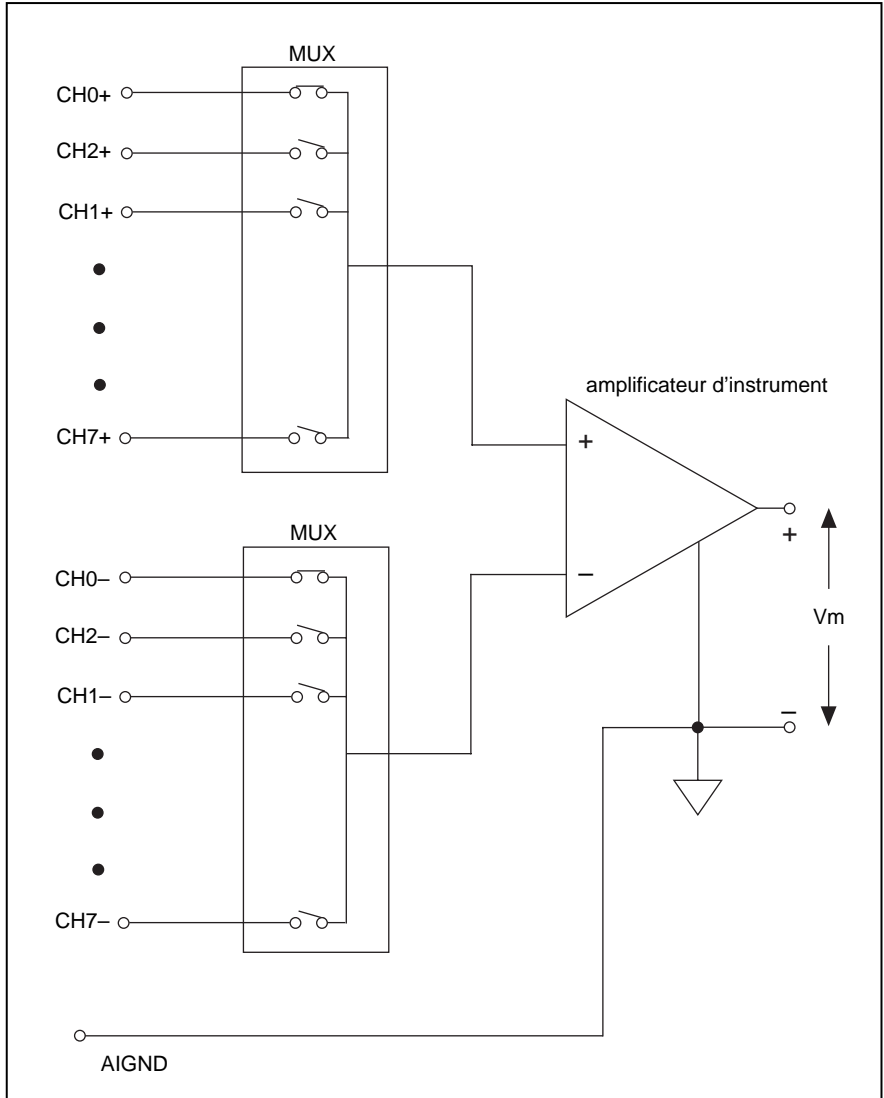 MUX
CH0+
CH2+
CH1+
CH7+
amplificateur d'instrument
+
–
+
Vm
–
MUX
CH0–
CH2–
CH1–
CH7–
AIGND